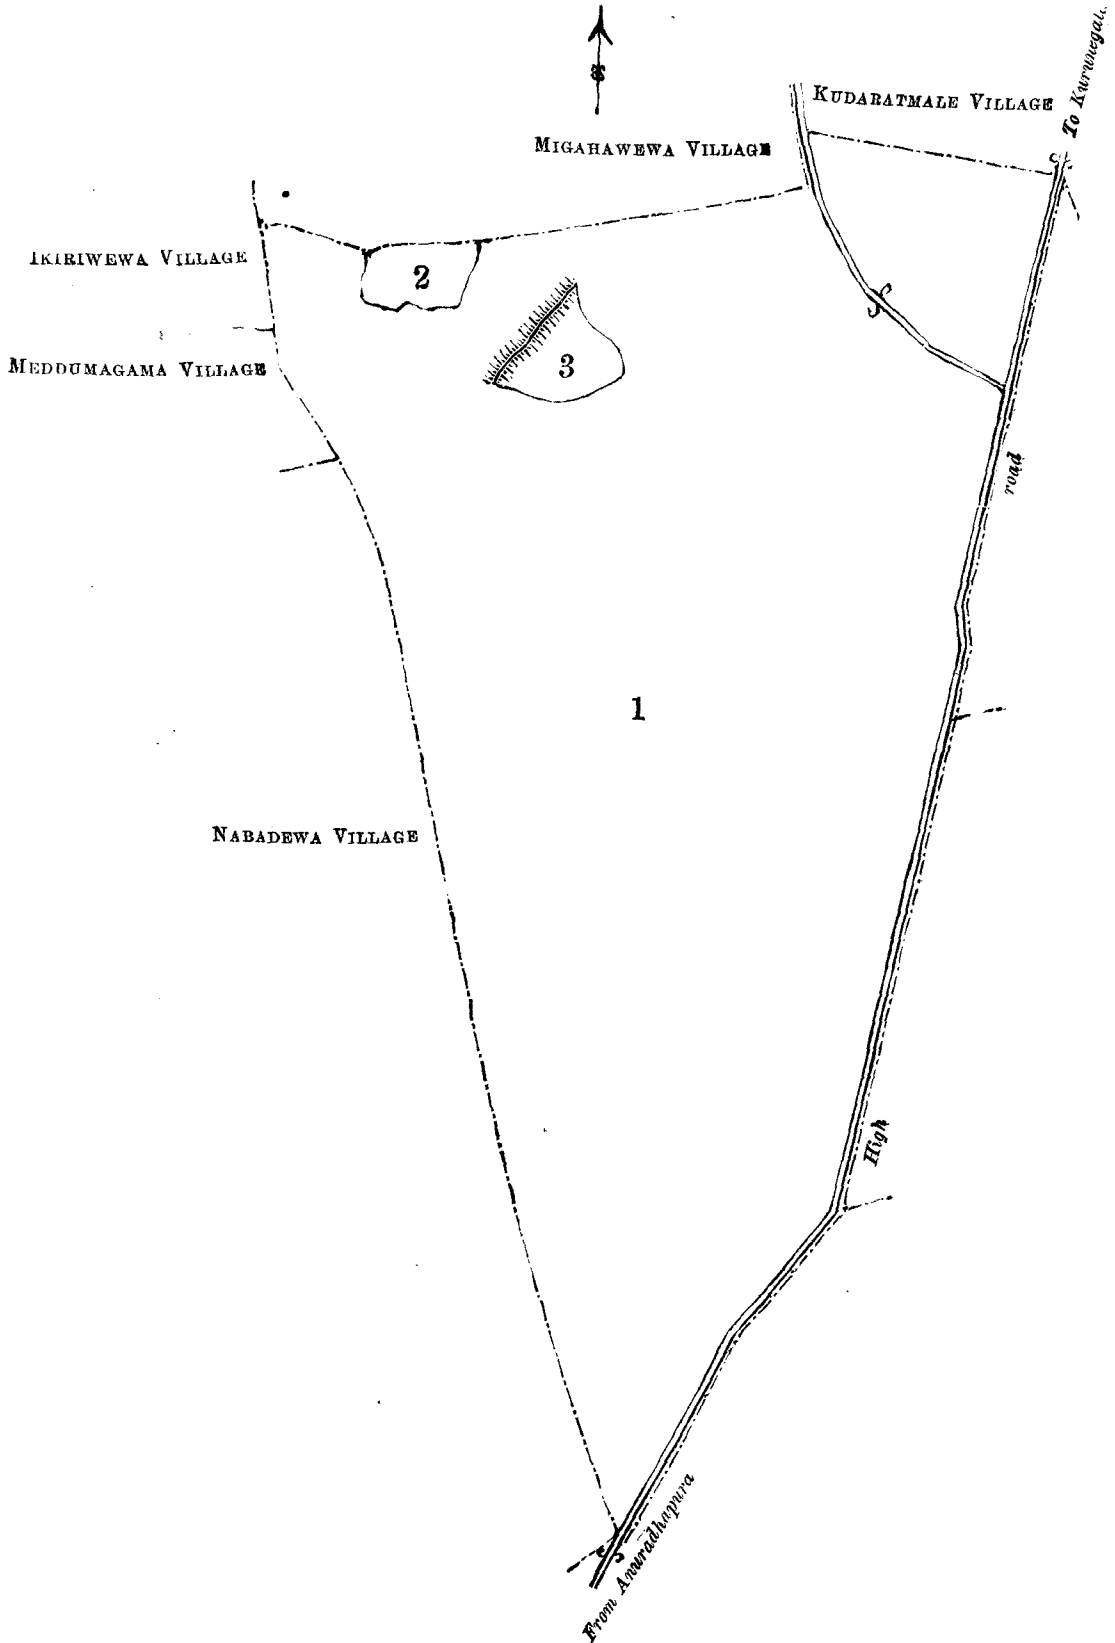 KUDARATMALE VILLAGE
To Kurunegala
MIGAHAWEWA VILLAGE
IKIRIWEWA VILLAGE
2
3
MEDDUMAGAMA VILLAGE
road
1
NABADEWA VILLAGE
High
From Anuradhapura